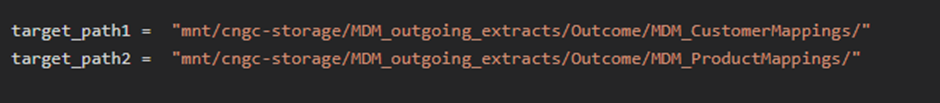 target_path1 =  "mnt/cngc-storage/MDM_outgoing_extracts/Outcome/MDM_CustomerMappings/"
target_path2 =  "mnt/cngc-storage/MDM_outgoing_extracts/Outcome/MDM_ProductMappings/"